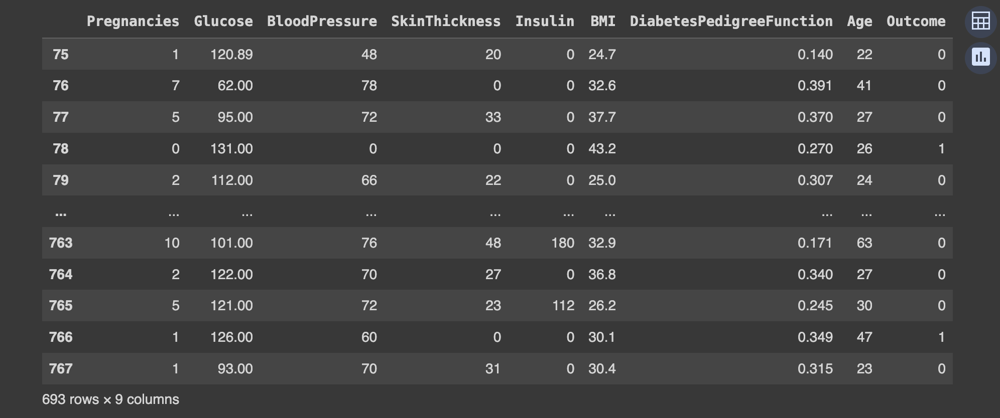 Pregnancies Glucose BloodPressure SkinThickness Insulin BMI DiabetesPedigreeFunction Age Outcome
75 1 120.89 48 20 0 24.7 0.140 22 0
76 7 62.00 78 0 0 32.6 0.391 41 0
77 5 95.00 72 33 0 37.7 0.370 27 0
78 0 131.00 0 0 0 43.2 0.270 26 1
79 2 112.00 66 22 0 25.0 0.307 24 0
... ... ... ... ... ... ... ... ... ...
763 10 101.00 76 48 180 32.9 0.171 63 0
764 2 122.00 70 27 0 36.8 0.340 27 0
765 5 121.00 72 23 112 26.2 0.245 30 0
766 1 126.00 60 0 0 30.1 0.349 47 1
767 1 93.00 70 31 0 30.4 0.315 23 0
693 rows × 9 columns